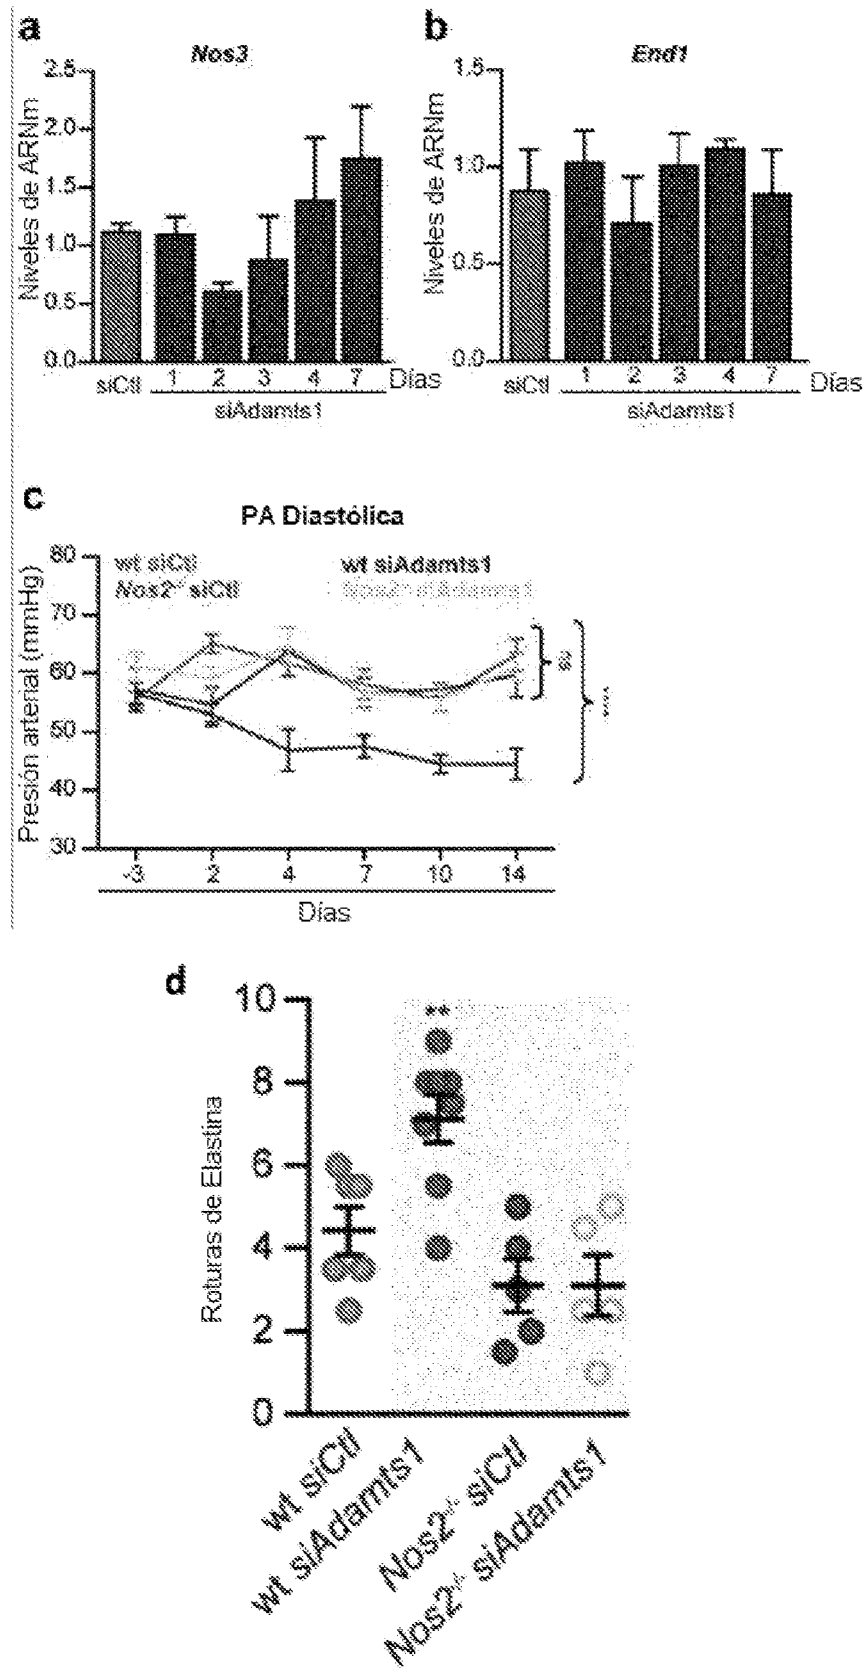 a
Nos3
Niveles de ARNm
2.5
2.0
1.5
1.0
0.5
0.0
siCtl 1 2 3 4 7 Días
siAdamts1
b
End1
Niveles de ARNm
1.5
1.0
0.5
0.0
siCtl 1 2 3 4 7 Días
siAdamts1
c
PA Diastólica
wt siCtl wt siAdamts1
Nos2-/- siCtl Nos2-/- siAdamts1
Presión arterial (mmHg)
80
70
60
50
40
30
ns
****
-3 2 4 7 10 14
Días
d
Roturas de Elastina
10
8
6
4
2
0
**
wt siCtl
wt siAdamts1
Nos2-/- siCtl
Nos2-/- siAdamts1